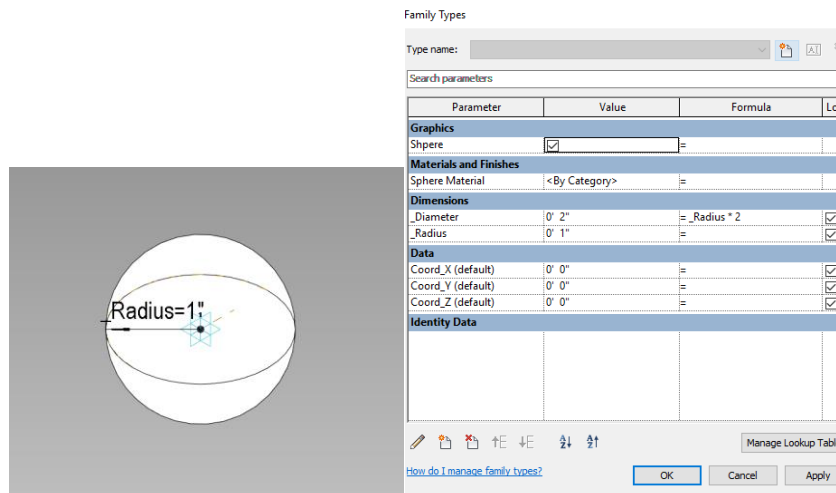 Family Types
Type name:
Search parameters
Parameter Value Formula Lo
Graphics
Shpere =
Materials and Finishes
Sphere Material <By Category> =
Dimensions
_Diameter 0' 2" = _Radius * 2
_Radius 0' 1" =
Data
Coord_X (default) 0' 0" =
Coord_Y (default) 0' 0" =
Coord_Z (default) 0' 0" =
Identity Data
Radius=1"
Manage Lookup Tabl
How do I manage family types?
OK Cancel Apply